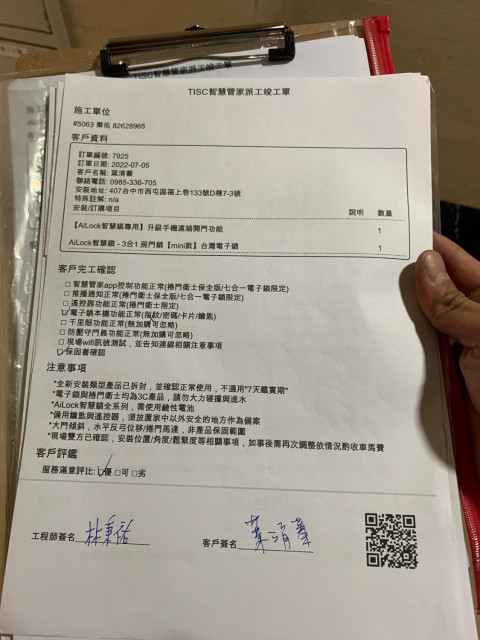 TISC智慧管家派工竣工單
TISC智慧管家派工竣工單
施工單位
#5063 秉佑 82628965
客戶資料
訂單編號: 7925
訂單日期: 2022-07-05
客戶名稱: 葉淯蓁
聯絡電話: 0985-336-705
安裝地址: 407台中市西屯區福上巷133號D棟7-3號
特殊註解: n/a
安裝/訂購項目 說明 數量
【AiLock智慧鎖專用】升級手機遠端開門功能 1
AiLock智慧鎖 – 3合1 房門鎖【mini款】台灣電子鎖 1
客戶完工確認
□ 智慧管家app控制功能正常(捲門衛士保全版/七合一電子鎖限定)
□ 推播通知正常(捲門衛士保全版/七合一電子鎖限定)
□ 遙控器功能正常(捲門衛士限定)
□ 電子鎖本機功能正常(指紋/密碼/卡片/鑰匙)
□ 千里眼功能正常(無加購可忽略)
□ 防壓守門員功能正常(無加購可忽略)
□ 現場wifi訊號測試，並告知連線相關注意事項
□ 保固書確認
注意事項
*全新安裝類型產品已拆封，並確認正常使用，不適用"7天鑑賞期"
*電子鎖與捲門衛士均為3C產品，請勿大力碰撞與進水
*AiLock智慧鎖全系列，需使用鹼性電池
*備用鑰匙與遙控器，須放置家中以外安全的地方作為備案
*大門傾斜，水平反弓位移/捲門馬達，非產品保固範圍
*現場雙方已確認，安裝位置/角度/鬆緊度等相關事項，如事後需再次調整依情況酌收車馬費
客戶評鑑
服務滿意評比: □優 □可 □劣
工程師簽名 林秉佑 客戶簽名 葉淯蓁